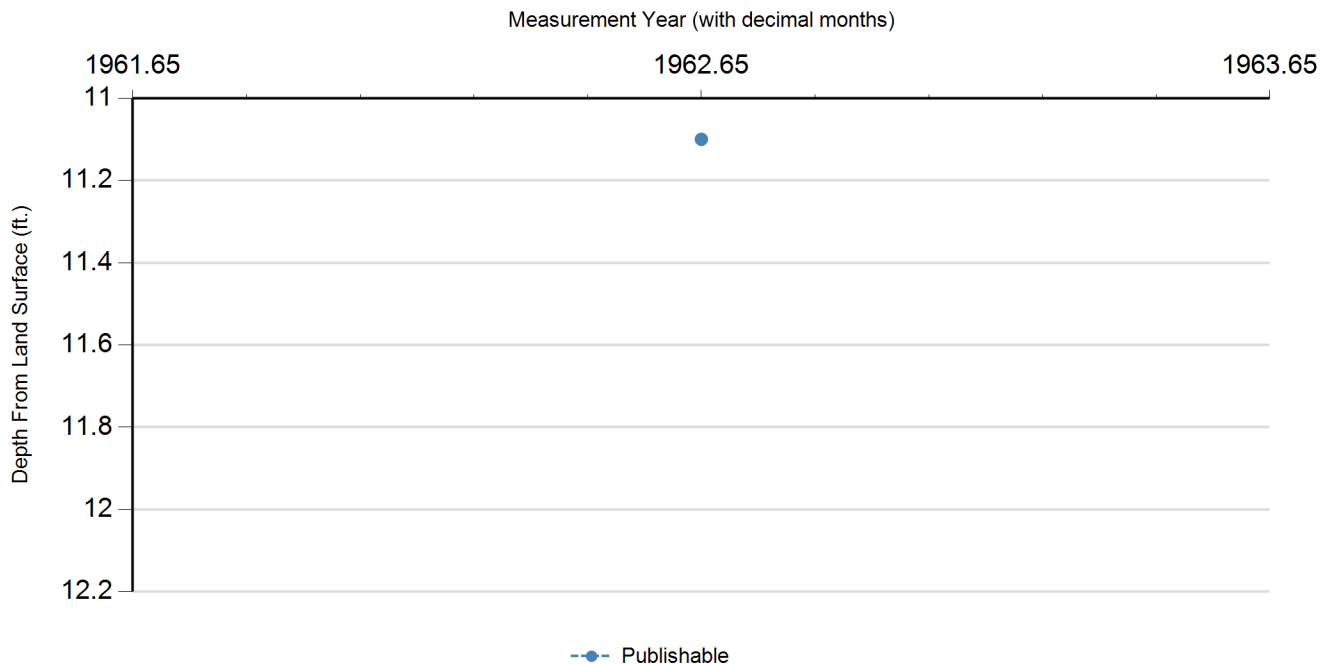 Measurement Year (with decimal months)
1961.65 1962.65 1963.65
11
11.2
11.4
11.6
11.8
12
12.2
Depth From Land Surface (ft.)
Publishable